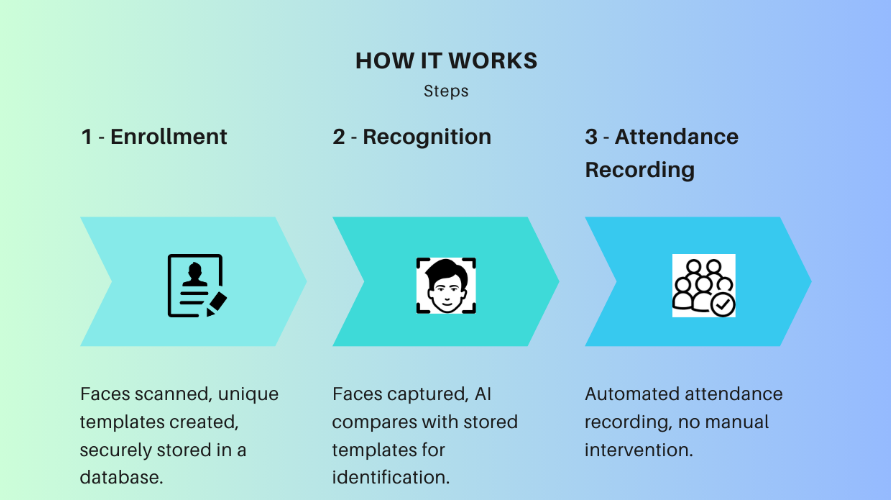 HOW IT WORKS
Steps
1 - Enrollment
2 - Recognition
3 - Attendance
Recording
Faces scanned, unique
templates created,
securely stored in a
database.
Faces captured, AI
compares with stored
templates for
identification.
Automated attendance
recording, no manual
intervention.